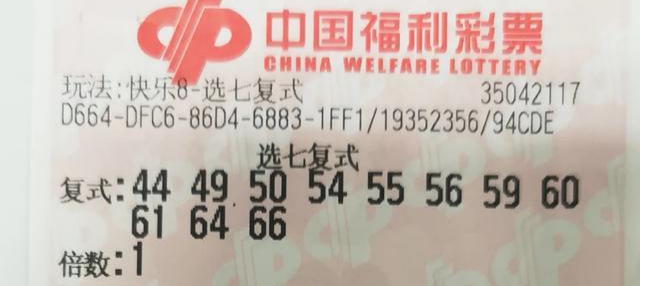 中国福利彩票
CHINA WELFARE LOTTERY
玩法:快乐8-选七复式 35042117
D664-DFC6-86D4-6883-1FF1/19352356/94CDE
选七复式
复式:44 49 50 54 55 56 59 60
61 64 66
倍数:1